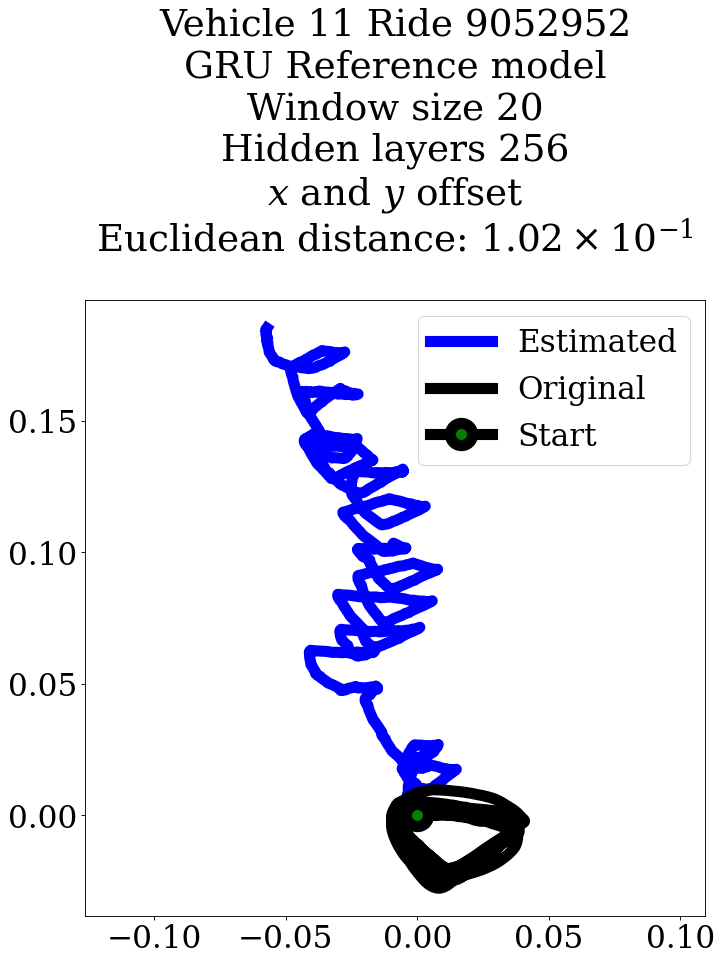 Vehicle 11 Ride 9052952
GRU Reference model
Window size 20
Hidden layers 256
x and y offset
Euclidean distance: 1.02 × 10⁻¹
Estimated
Original
Start
0.15
0.10
0.05
0.00
−0.10 −0.05 0.00 0.05 0.10